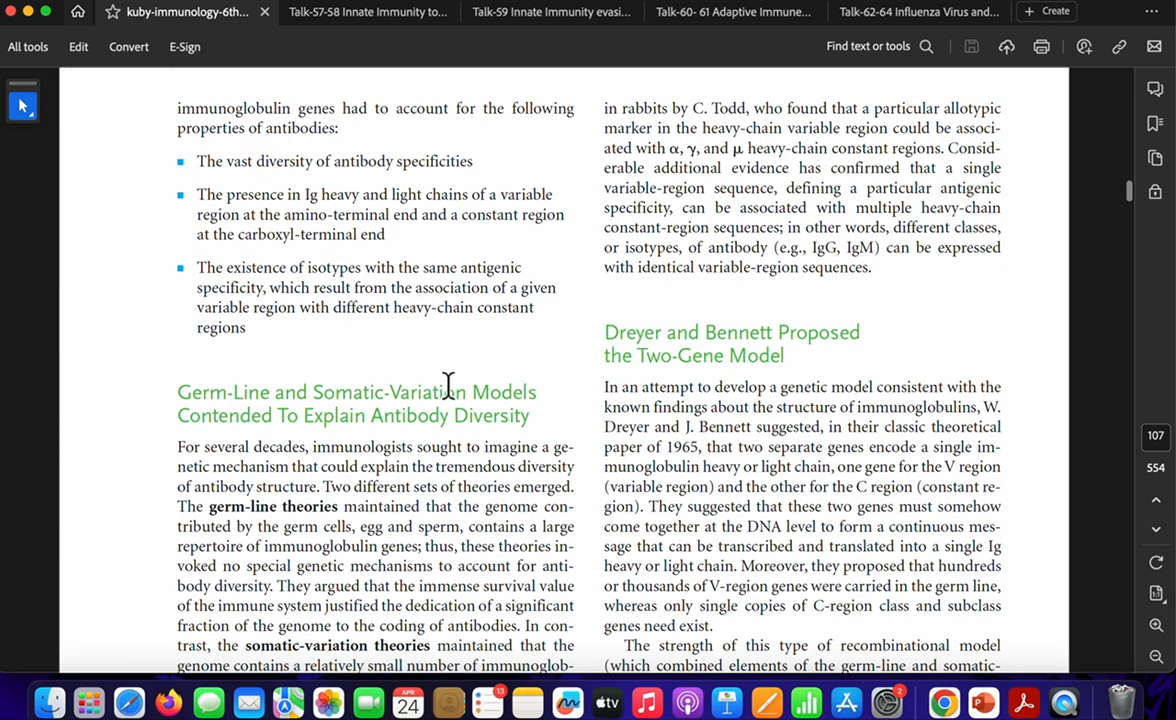 kuby-immunology-6th...
Talk-57-58 Innate Immunity to...
Talk-59 Innate Immunity evasi...
Talk-60- 61 Adaptive Immune...
Talk-62-64 Influenza Virus and...
+ Create
All tools
Edit
Convert
E-Sign
Find text or tools
immunoglobulin genes had to account for the following
properties of antibodies:
The vast diversity of antibody specificities
The presence in Ig heavy and light chains of a variable
region at the amino-terminal end and a constant region
at the carboxyl-terminal end
The existence of isotypes with the same antigenic
specificity, which result from the association of a given
variable region with different heavy-chain constant
regions
Germ-Line and Somatic-Variation Models
Contended To Explain Antibody Diversity
For several decades, immunologists sought to imagine a ge-
netic mechanism that could explain the tremendous diversity
of antibody structure. Two different sets of theories emerged.
The germ-line theories maintained that the genome con-
tributed by the germ cells, egg and sperm, contains a large
repertoire of immunoglobulin genes; thus, these theories in-
voked no special genetic mechanisms to account for anti-
body diversity. They argued that the immense survival value
of the immune system justified the dedication of a significant
fraction of the genome to the coding of antibodies. In con-
trast, the somatic-variation theories maintained that the
genome contains a relatively small number of immunoglob-
in rabbits by C. Todd, who found that a particular allotypic
marker in the heavy-chain variable region could be associ-
ated with α, γ, and μ heavy-chain constant regions. Consid-
erable additional evidence has confirmed that a single
variable-region sequence, defining a particular antigenic
specificity, can be associated with multiple heavy-chain
constant-region sequences; in other words, different classes,
or isotypes, of antibody (e.g., IgG, IgM) can be expressed
with identical variable-region sequences.
Dreyer and Bennett Proposed
the Two-Gene Model
In an attempt to develop a genetic model consistent with the
known findings about the structure of immunoglobulins, W.
Dreyer and J. Bennett suggested, in their classic theoretical
paper of 1965, that two separate genes encode a single im-
munoglobulin heavy or light chain, one gene for the V region
(variable region) and the other for the C region (constant re-
gion). They suggested that these two genes must somehow
come together at the DNA level to form a continuous mes-
sage that can be transcribed and translated into a single Ig
heavy or light chain. Moreover, they proposed that hundreds
or thousands of V-region genes were carried in the germ line,
whereas only single copies of C-region class and subclass
genes need exist.
The strength of this type of recombinational model
(which combined elements of the germ-line and somatic-
107
554
1:1
APR
24
13
tv
2